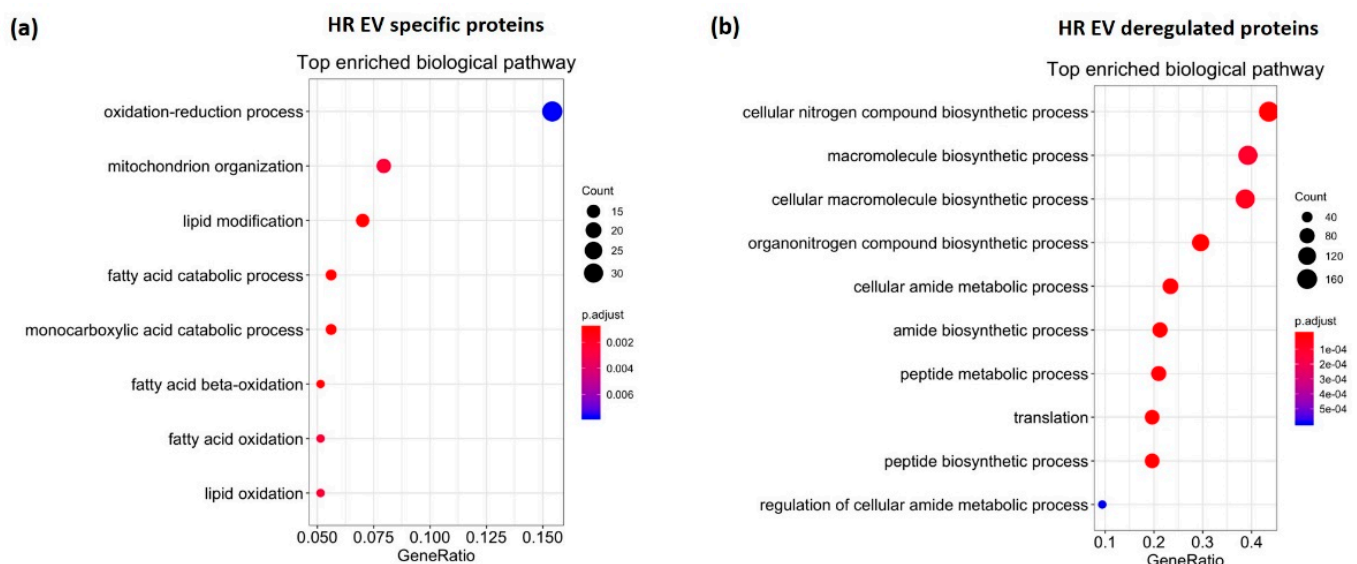 (a)
HR EV specific proteins
Top enriched biological pathway
oxidation-reduction process
mitochondrion organization
lipid modification
fatty acid catabolic process
monocarboxylic acid catabolic process
fatty acid beta-oxidation
fatty acid oxidation
lipid oxidation
0.050 0.075 0.100 0.125 0.150
GeneRatio
Count
15
20
25
30
p.adjust
0.002
0.004
0.006
(b)
HR EV deregulated proteins
Top enriched biological pathway
cellular nitrogen compound biosynthetic process
macromolecule biosynthetic process
cellular macromolecule biosynthetic process
organonitrogen compound biosynthetic process
cellular amide metabolic process
amide biosynthetic process
peptide metabolic process
translation
peptide biosynthetic process
regulation of cellular amide metabolic process
0.1 0.2 0.3 0.4
GeneRatio
Count
40
80
120
160
p.adjust
1e-04
2e-04
3e-04
4e-04
5e-04